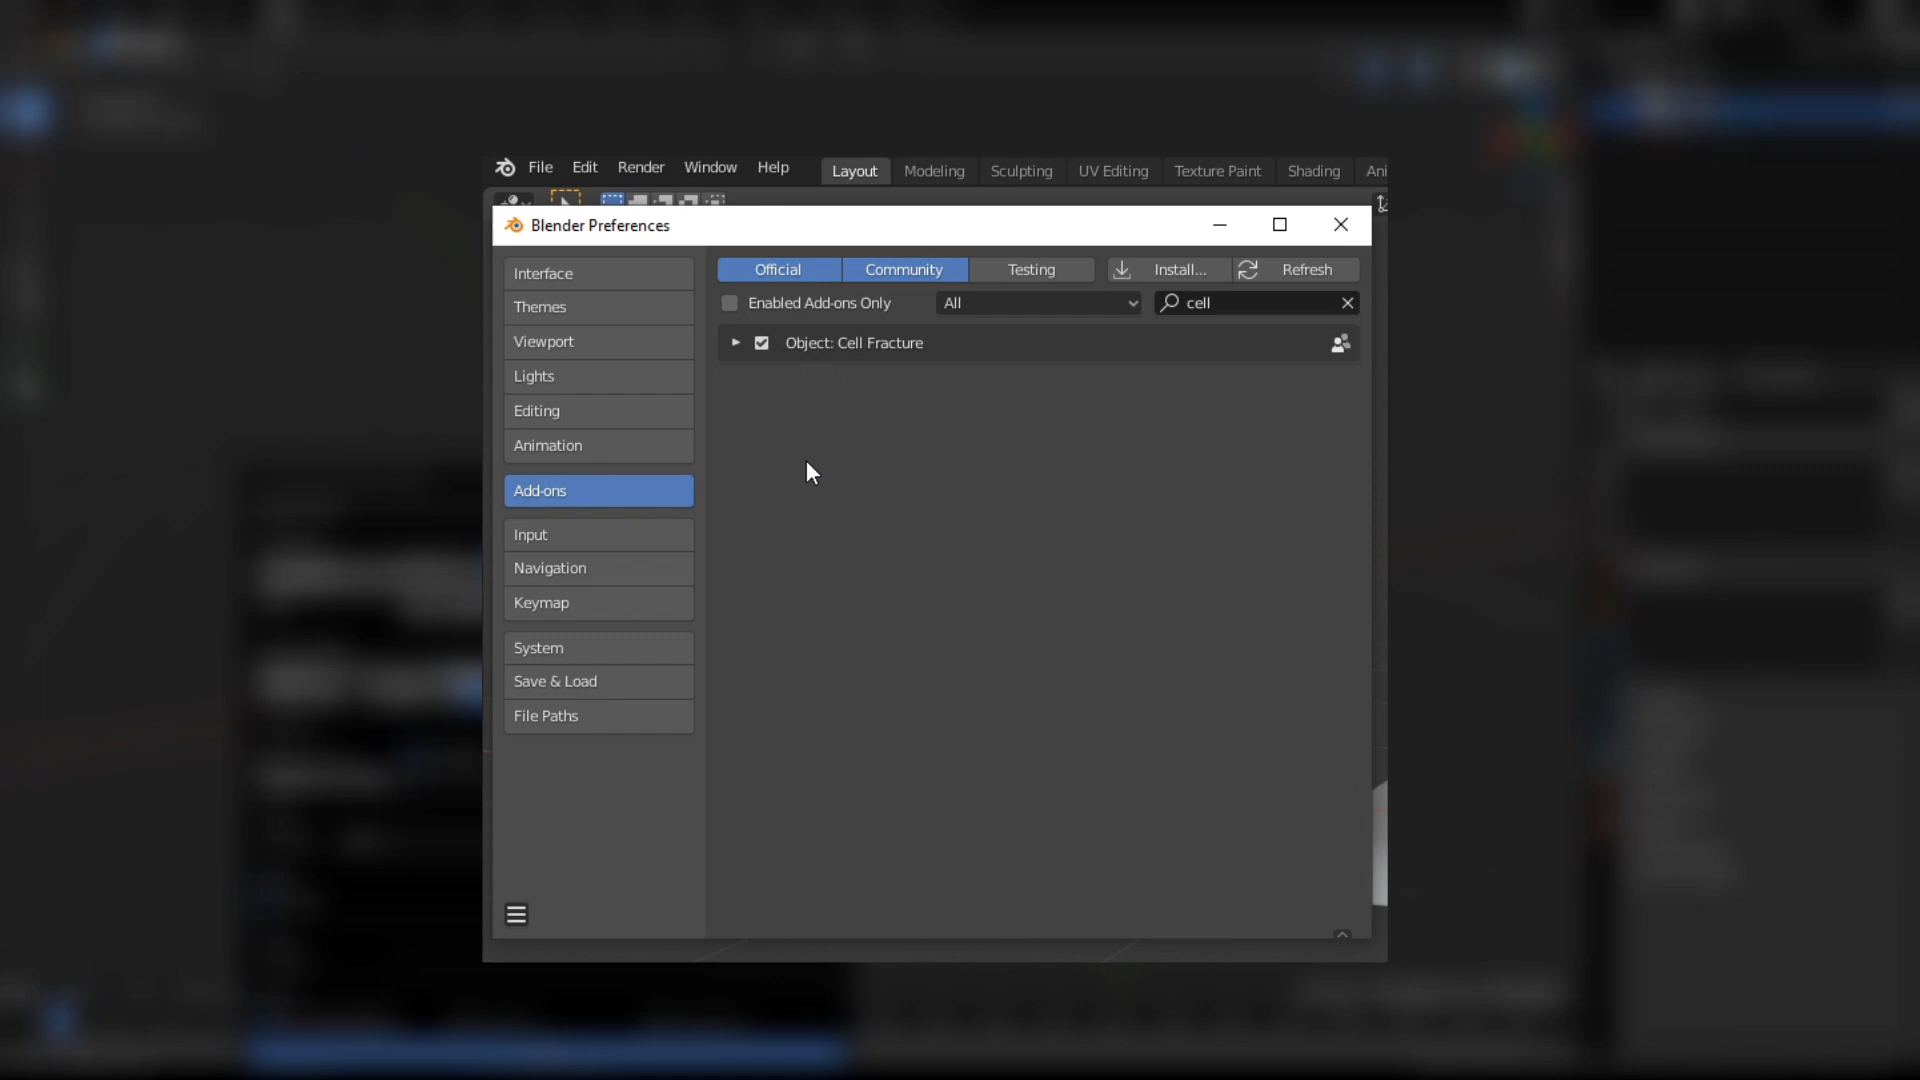 File Edit Render Window Help Layout Modeling Sculpting UV Editing Texture Paint Shading Ani
Blender Preferences
Interface
Themes
Viewport
Lights
Editing
Animation
Add-ons
Input
Navigation
Keymap
System
Save & Load
File Paths
Official Community Testing Install... Refresh
Enabled Add-ons Only All cell
Object: Cell Fracture